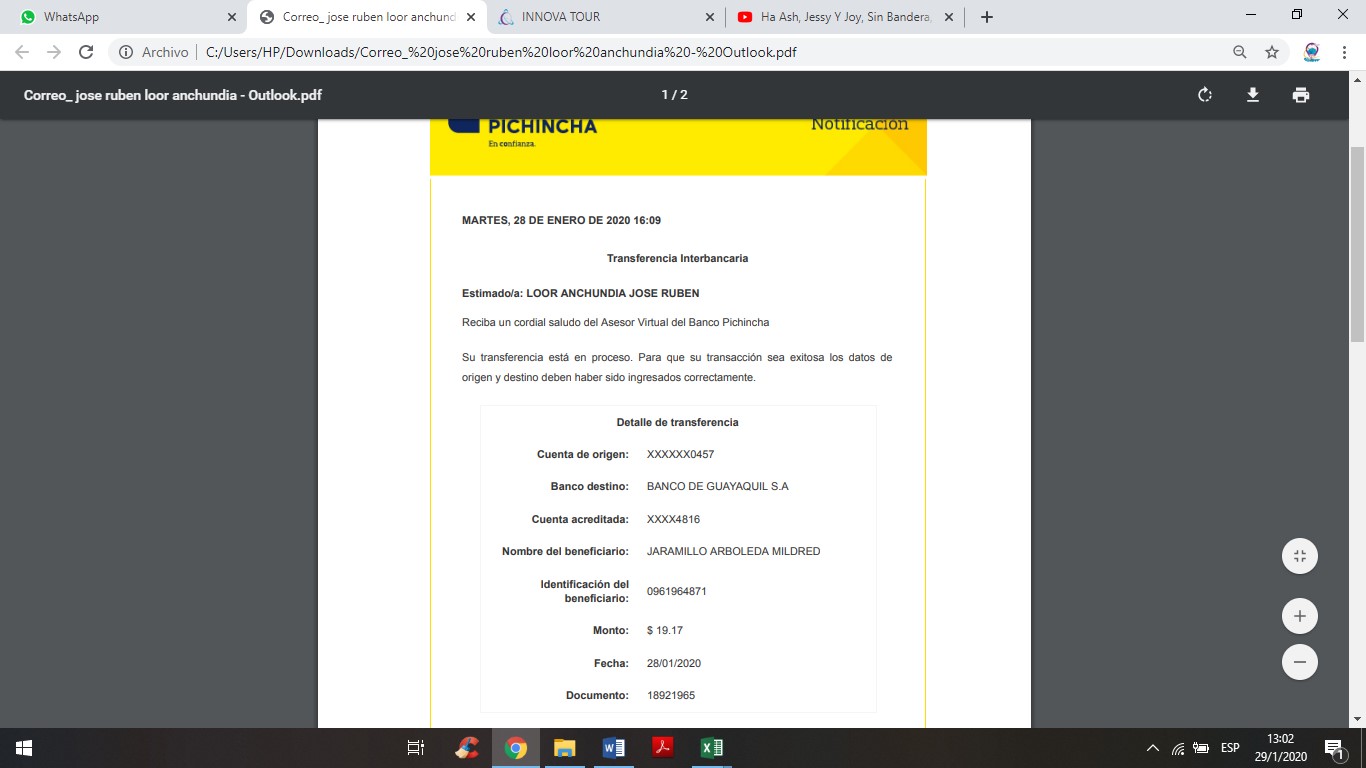 WhatsApp
Correo_ jose ruben loor anchund
INNOVA TOUR
Ha Ash, Jessy Y Joy, Sin Bandera,
Archivo
C:/Users/HP/Downloads/Correo_%20jose%20ruben%20loor%20anchundia%20-%20Outlook.pdf
Correo_ jose ruben loor anchundia - Outlook.pdf
1 / 2
PICHINCHA
En confianza.
Notificación
MARTES, 28 DE ENERO DE 2020 16:09
Transferencia Interbancaria
Estimado/a: LOOR ANCHUNDIA JOSE RUBEN
Reciba un cordial saludo del Asesor Virtual del Banco Pichincha
Su transferencia está en proceso. Para que su transacción sea exitosa los datos de
origen y destino deben haber sido ingresados correctamente.
Detalle de transferencia
Cuenta de origen: XXXXXX0457
Banco destino: BANCO DE GUAYAQUIL S.A
Cuenta acreditada: XXXX4816
Nombre del beneficiario: JARAMILLO ARBOLEDA MILDRED
Identificación del
beneficiario: 0961964871
Monto: $ 19.17
Fecha: 28/01/2020
Documento: 18921965
ESP
13:02
29/1/2020
1